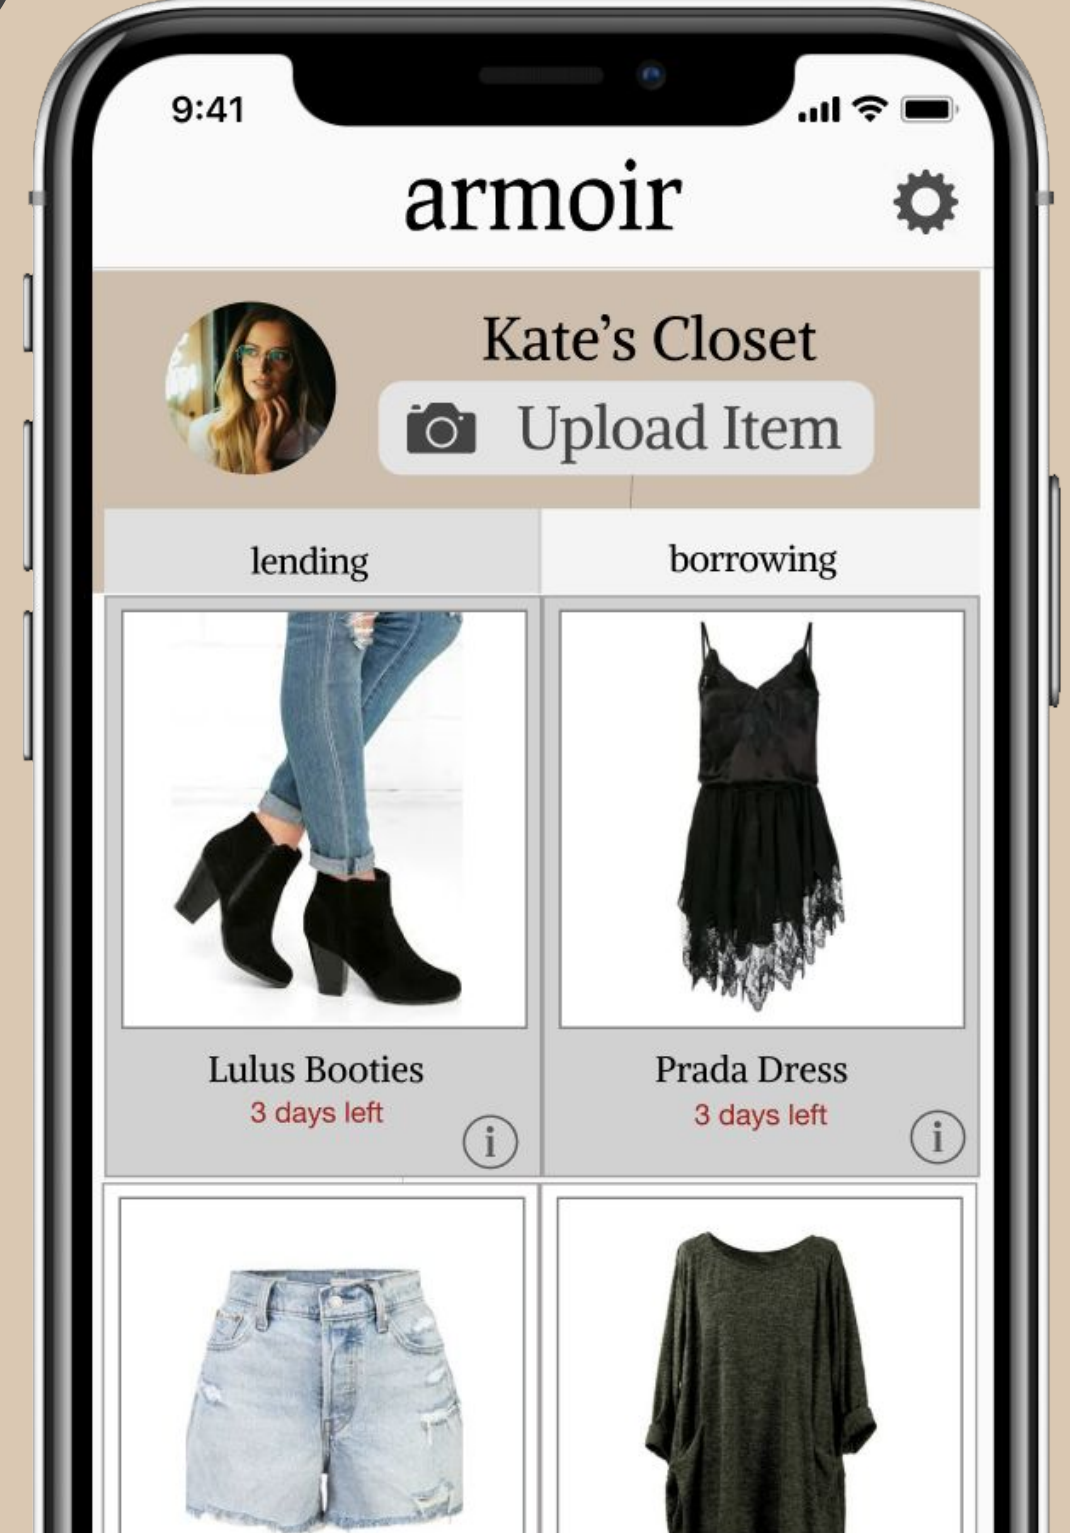 9:41
armoir
Kate’s Closet
Upload Item
lending
borrowing
Lulus Booties
3 days left
i
Prada Dress
3 days left
i